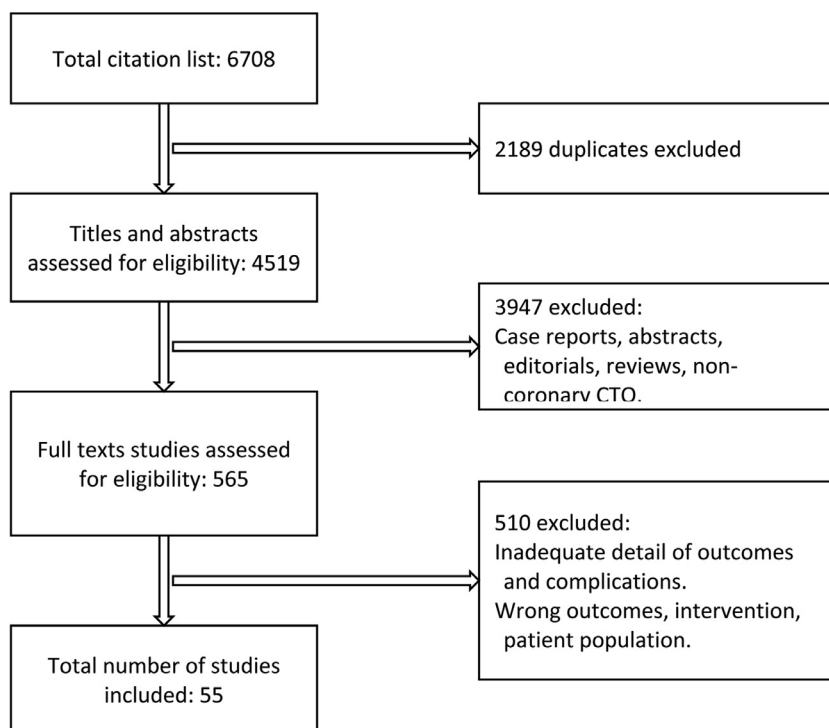 Total citation list: 6708
2189 duplicates excluded
Titles and abstracts
assessed for eligibility: 4519
3947 excluded:
Case reports, abstracts,
editorials, reviews, non-
coronary CTO.
Full texts studies assessed
for eligibility: 565
510 excluded:
Inadequate detail of outcomes
and complications.
Wrong outcomes, intervention,
patient population.
Total number of studies
included: 55